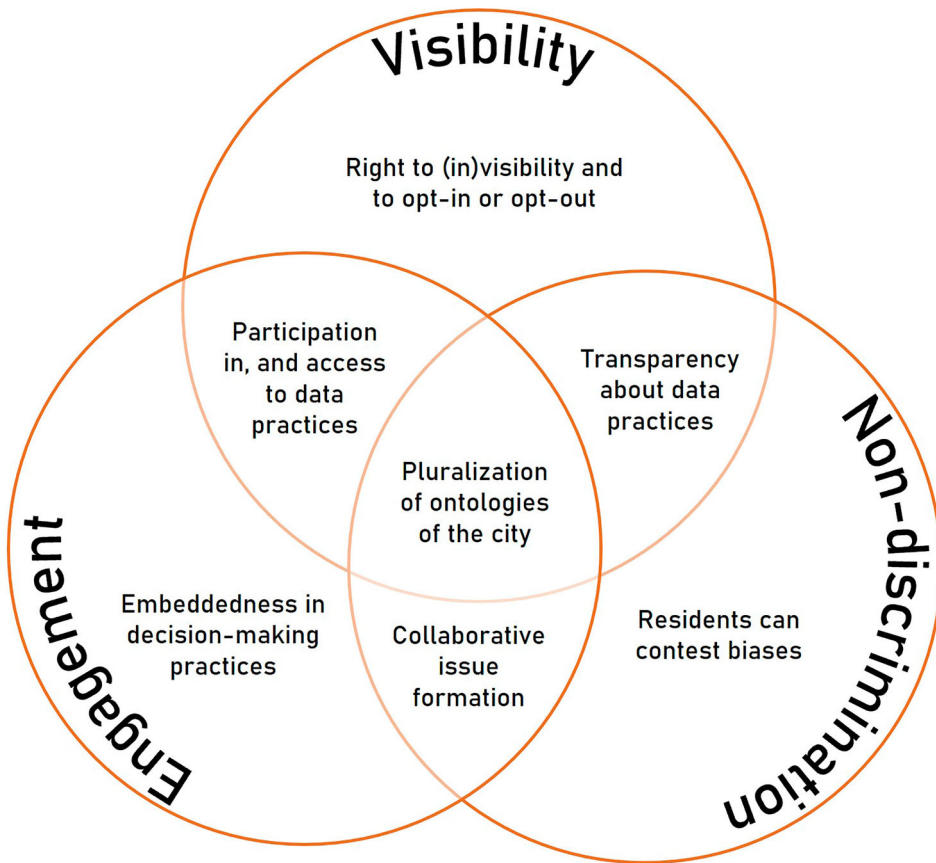 Visibility
Right to (in)visibility and
to opt-in or opt-out
Participation
in, and access
to data
practices
Transparency
about data
practices
Non-discrimination
Pluralization
of ontologies
of the city
Engagement
Embeddedness in
decision-making
practices
Collaborative
issue
formation
Residents can
contest biases